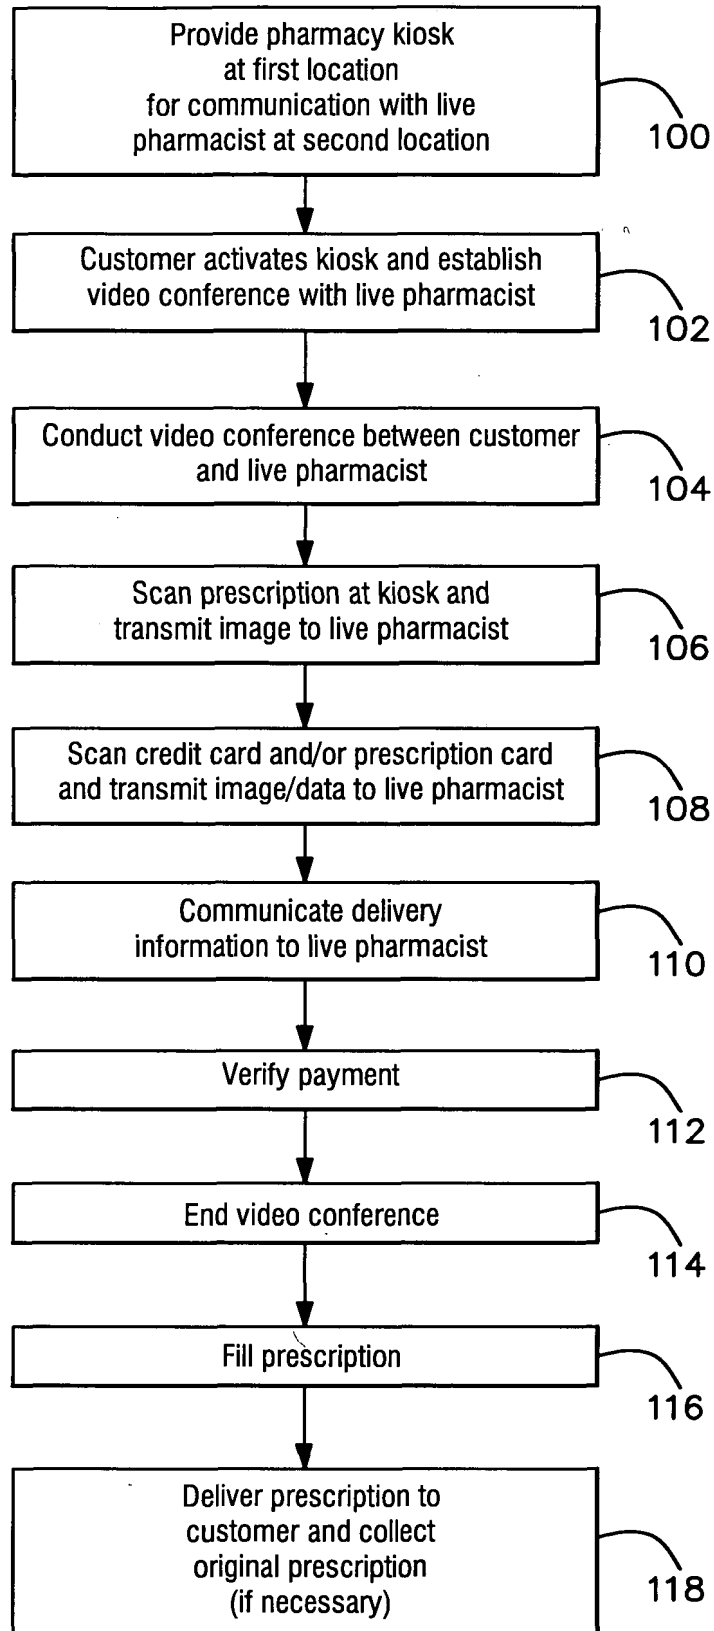 Provide pharmacy kiosk
at first location
for communication with live
pharmacist at second location
100
Customer activates kiosk and establish
video conference with live pharmacist
102
Conduct video conference between customer
and live pharmacist
104
Scan prescription at kiosk and
transmit image to live pharmacist
106
Scan credit card and/or prescription card
and transmit image/data to live pharmacist
108
Communicate delivery
information to live pharmacist
110
Verify payment
112
End video conference
114
Fill prescription
116
Deliver prescription to
customer and collect
original prescription
(if necessary)
118